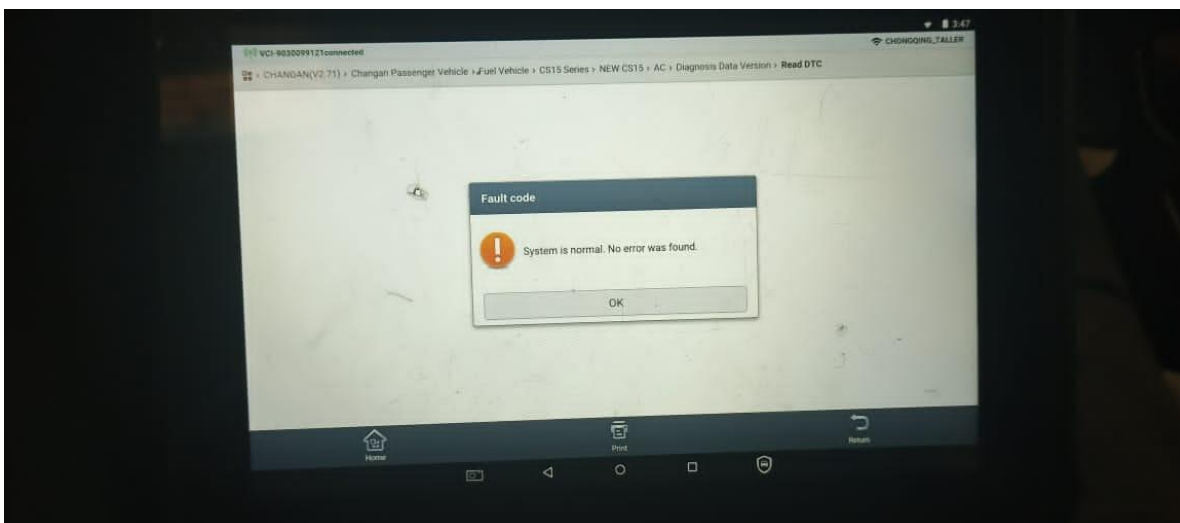 3:47
VCI-9030099121connected
CHONGQING_TALLER
CHANGAN(V2.71) › Changan Passenger Vehicle › Fuel Vehicle › CS15 Series › NEW CS15 › AC › Diagnosis Data Version › Read DTC
Fault code
System is normal. No error was found.
OK
Home
Print
Return